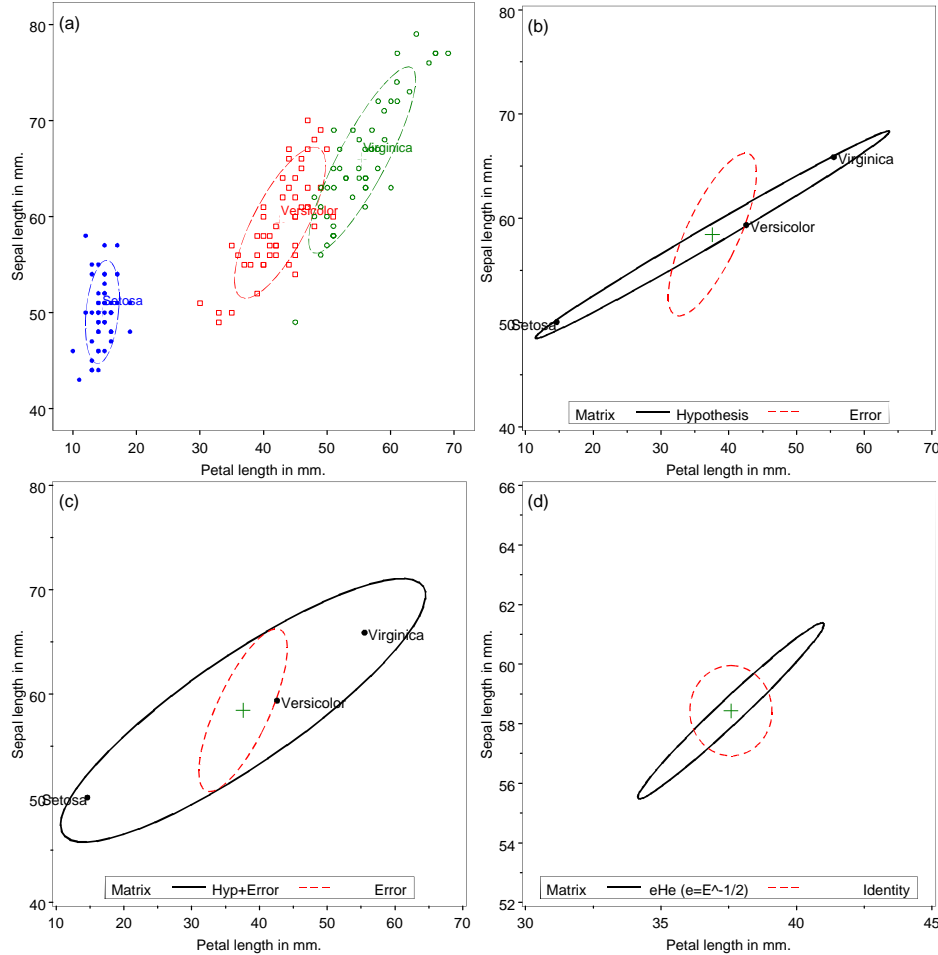 (a)
Sepal length in mm.
80
70
60
50
40
Virginica
Versicolor
Setosa
10 20 30 40 50 60 70
Petal length in mm.
(b)
Sepal length in mm.
80
70
60
50
40
Virginica
Versicolor
Setosa
Matrix Hypothesis Error
10 20 30 40 50 60 70
Petal length in mm.
(c)
Sepal length in mm.
80
70
60
50
40
Virginica
Versicolor
Setosa
Matrix Hyp+Error Error
10 20 30 40 50 60 70
Petal length in mm.
(d)
Sepal length in mm.
66
64
62
60
58
56
54
52
Matrix eHe (e=E^-1/2) Identity
30 35 40 45
Petal length in mm.